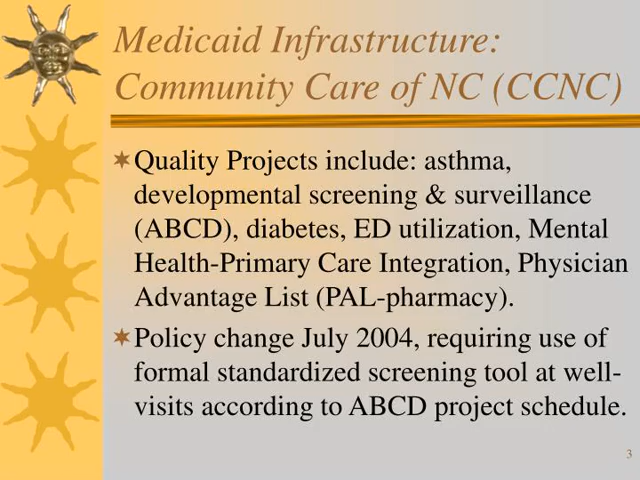 Medicaid Infrastructure:
Community Care of NC (CCNC)
Quality Projects include: asthma,
developmental screening & surveillance
(ABCD), diabetes, ED utilization, Mental
Health-Primary Care Integration, Physician
Advantage List (PAL-pharmacy).
Policy change July 2004, requiring use of
formal standardized screening tool at well-
visits according to ABCD project schedule.
3